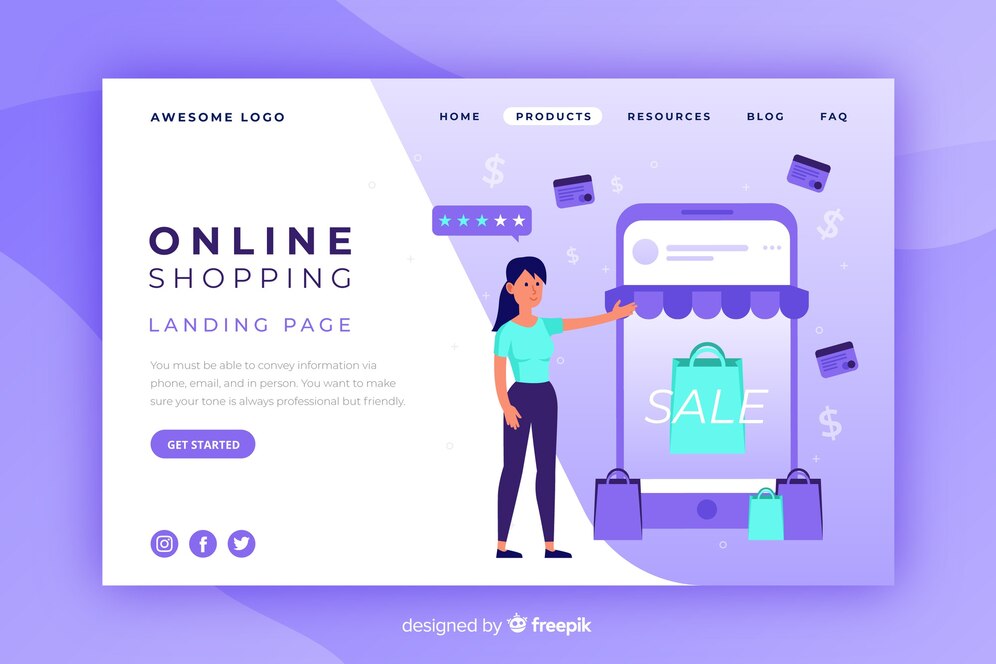 AWESOME LOGO
HOME PRODUCTS RESOURCES BLOG FAQ
ONLINE
SHOPPING
LANDING PAGE
You must be able to convey information via
phone, email, and in person. You want to make
sure your tone is always professional but friendly.
GET STARTED
$
$
$
$
$
SALE
designed by freepik